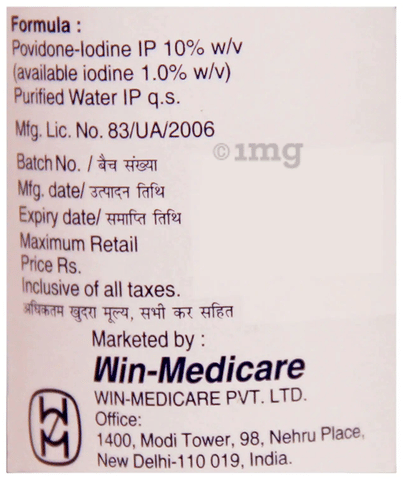 Formula :
Povidone-Iodine IP 10% w/v
(available iodine 1.0% w/v)
Purified Water IP q.s.
Mfg. Lic. No. 83/UA/2006
©1mg
Batch No. / बैच संख्या
Mfg. date/ उत्पादन तिथि
Expiry date/ समाप्ति तिथि
Maximum Retail
Price Rs.
Inclusive of all taxes.
अधिकतम खुदरा मूल्य, सभी कर सहित
Marketed by :
Win-Medicare
WIN-MEDICARE PVT. LTD.
Office:
1400, Modi Tower, 98, Nehru Place,
New Delhi-110 019, India.